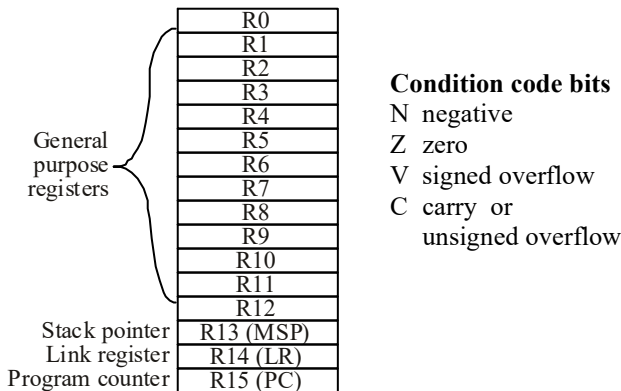 R0
R1
R2
R3
R4
R5
R6
R7
R8
R9
R10
R11
R12
R13 (MSP)
R14 (LR)
R15 (PC)
General
purpose
registers
Stack pointer
Link register
Program counter
Condition code bits
N negative
Z zero
V signed overflow
C carry or
unsigned overflow